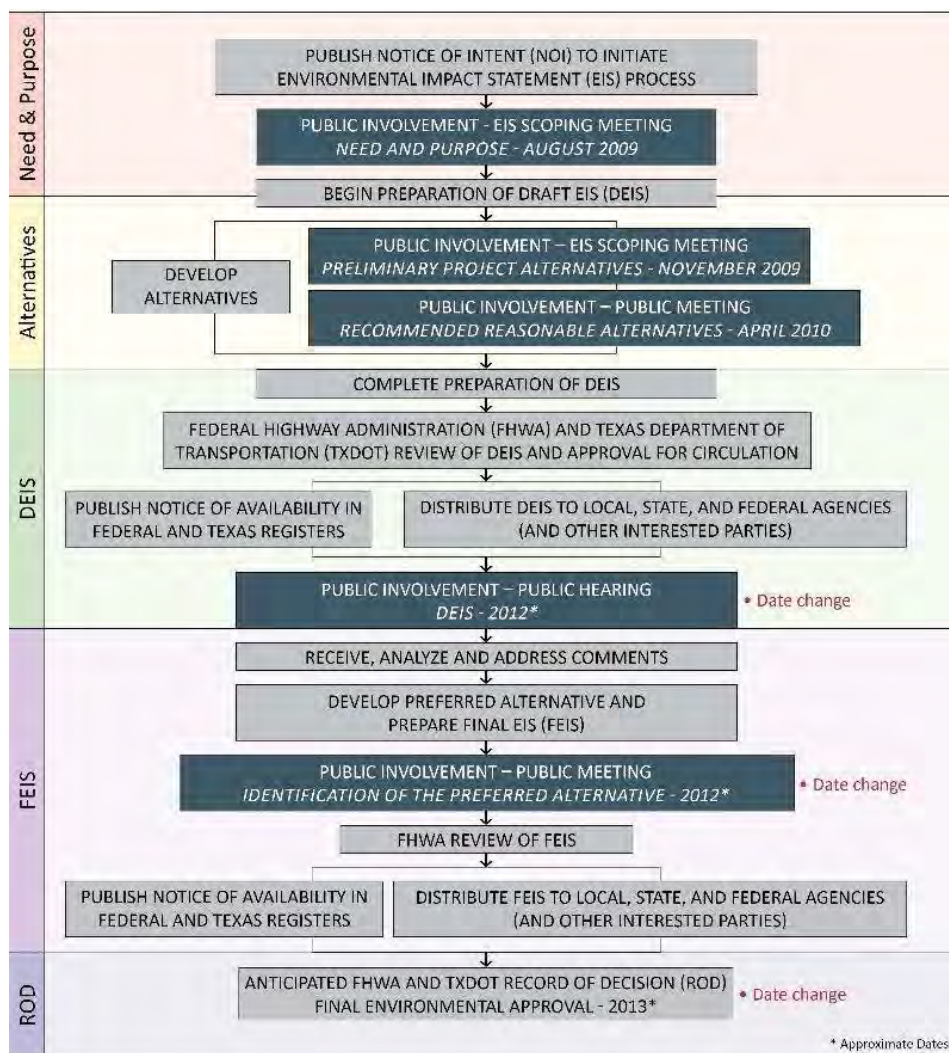 Need & Purpose
PUBLISH NOTICE OF INTENT (NOI) TO INITIATE
ENVIRONMENTAL IMPACT STATEMENT (EIS) PROCESS
PUBLIC INVOLVEMENT - EIS SCOPING MEETING
NEED AND PURPOSE - AUGUST 2009
BEGIN PREPARATION OF DRAFT EIS (DEIS)
Alternatives
DEVELOP
ALTERNATIVES
PUBLIC INVOLVEMENT – EIS SCOPING MEETING
PRELIMINARY PROJECT ALTERNATIVES - NOVEMBER 2009
PUBLIC INVOLVEMENT – PUBLIC MEETING
RECOMMENDED REASONABLE ALTERNATIVES - APRIL 2010
DEIS
COMPLETE PREPARATION OF DEIS
FEDERAL HIGHWAY ADMINISTRATION (FHWA) AND TEXAS DEPARTMENT OF
TRANSPORTATION (TXDOT) REVIEW OF DEIS AND APPROVAL FOR CIRCULATION
PUBLISH NOTICE OF AVAILABILITY IN
FEDERAL AND TEXAS REGISTERS
DISTRIBUTE DEIS TO LOCAL, STATE, AND FEDERAL AGENCIES
(AND OTHER INTERESTED PARTIES)
PUBLIC INVOLVEMENT – PUBLIC HEARING
DEIS - 2012*
• Date change
FEIS
RECEIVE, ANALYZE AND ADDRESS COMMENTS
DEVELOP PREFERRED ALTERNATIVE AND
PREPARE FINAL EIS (FEIS)
PUBLIC INVOLVEMENT – PUBLIC MEETING
IDENTIFICATION OF THE PREFERRED ALTERNATIVE - 2012*
• Date change
FHWA REVIEW OF FEIS
PUBLISH NOTICE OF AVAILABILITY IN
FEDERAL AND TEXAS REGISTERS
DISTRIBUTE FEIS TO LOCAL, STATE, AND FEDERAL AGENCIES
(AND OTHER INTERESTED PARTIES)
ROD
ANTICIPATED FHWA AND TXDOT RECORD OF DECISION (ROD)
FINAL ENVIRONMENTAL APPROVAL - 2013*
• Date change
* Approximate Dates